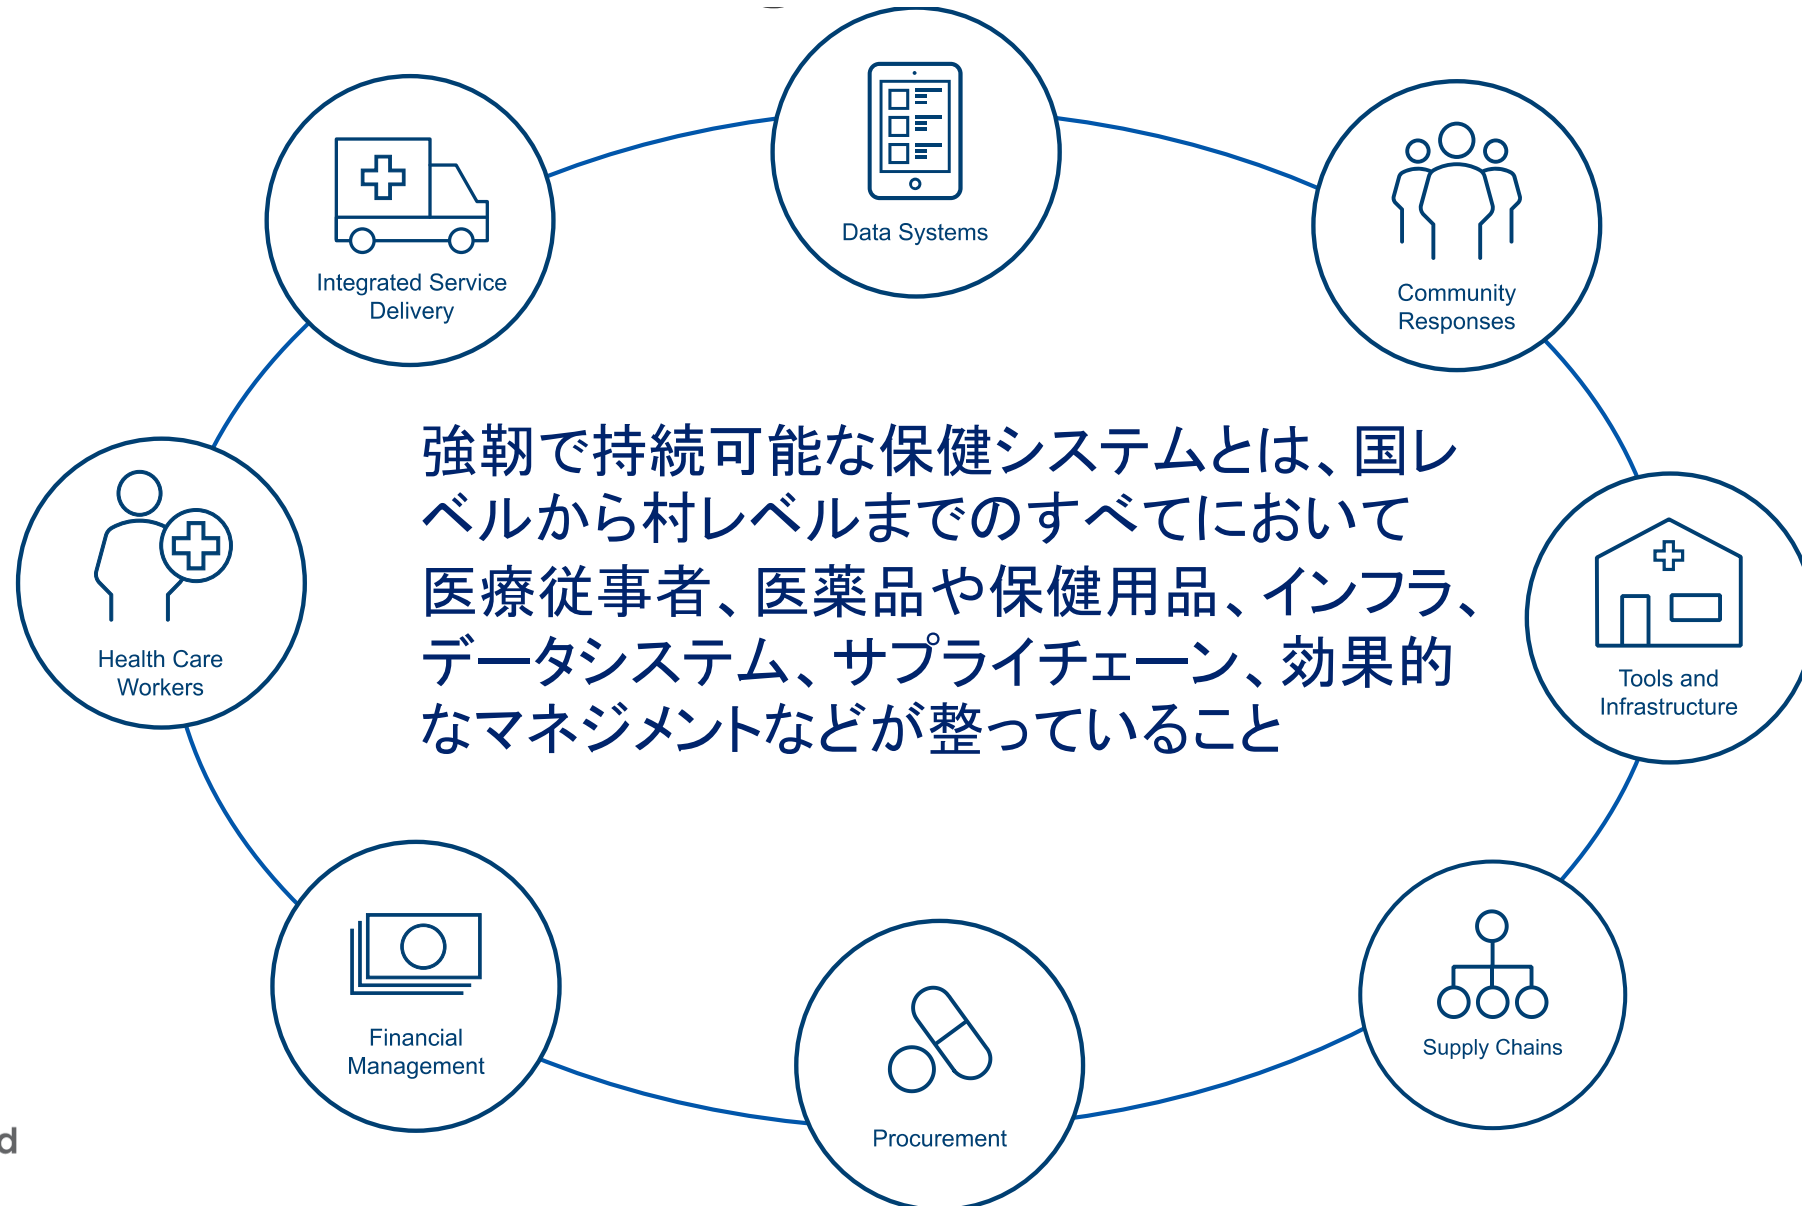 Data Systems
Integrated Service
Delivery
Community
Responses
強靭で持続可能な保健システムとは、国レ
ベルから村レベルまでのすべてにおいて
医療従事者、医薬品や保健用品、インフラ、
データシステム、サプライチェーン、効果的
なマネジメントなどが整っていること
Health Care
Workers
Tools and
Infrastructure
Financial
Management
Supply Chains
Procurement
d